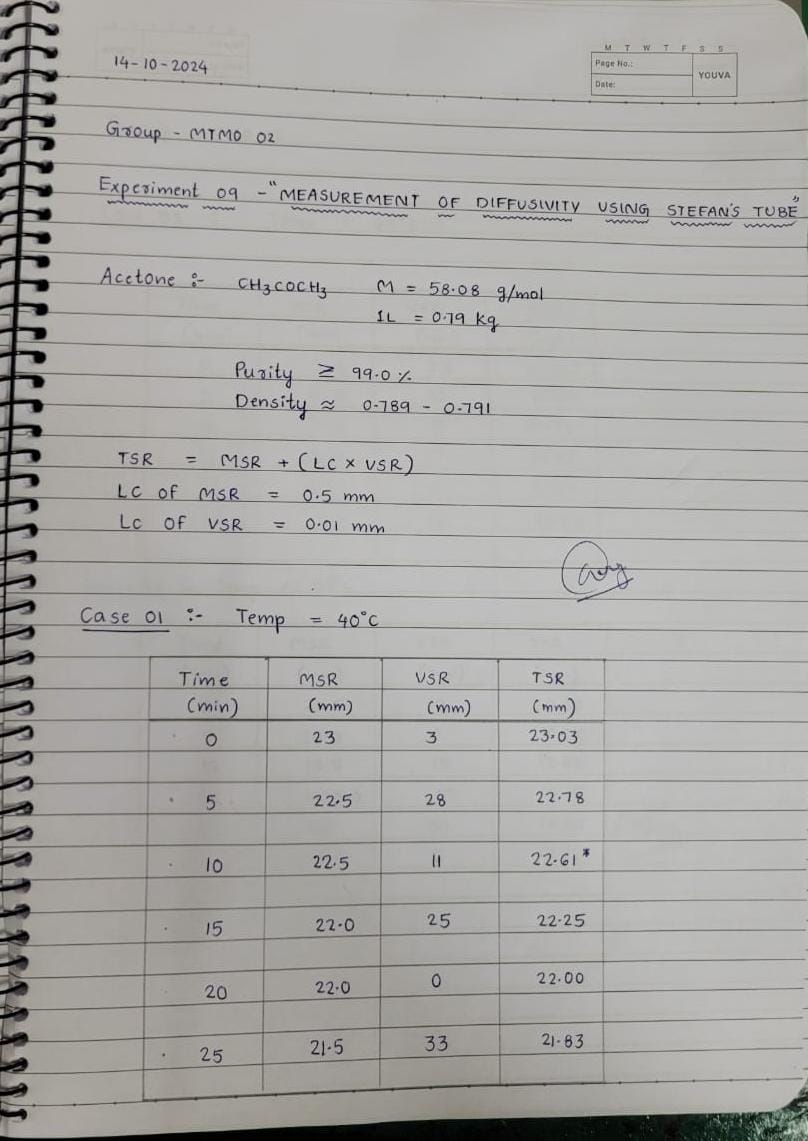 M T W T F S S
Page No.:
YOUVA
Date:
14-10-2024
Group - MTMO 02
Experiment 09 - "MEASUREMENT OF DIFFUSIVITY USING STEFAN'S TUBE"
Acetone :- CH3COCH3 M = 58.08 g/mol
1L = 0.79 kg
Purity ≥ 99.0 %
Density ≈ 0.789 - 0.791
TSR = MSR + (LC × VSR)
LC of MSR = 0.5 mm
LC of VSR = 0.01 mm
Case 01 :- Temp = 40°C
Time MSR VSR TSR
(min) (mm) (mm) (mm)
0 23 3 23.03
5 22.5 28 22.78
10 22.5 11 22.61*
15 22.0 25 22.25
20 22.0 0 22.00
25 21.5 33 21.83